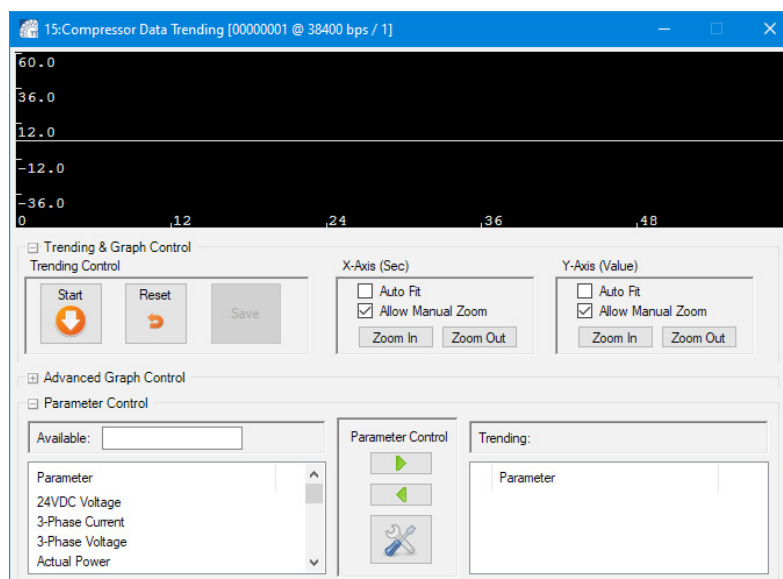 15:Compressor Data Trending [00000001 @ 38400 bps / 1]
60.0
36.0
12.0
-12.0
-36.0
0 12 24 36 48
Trending & Graph Control
Trending Control X-Axis (Sec) Y-Axis (Value)
Start Reset Save
Auto Fit Auto Fit
Allow Manual Zoom Allow Manual Zoom
Zoom In Zoom Out Zoom In Zoom Out
Advanced Graph Control
Parameter Control
Available: Parameter Control Trending:
Parameter Parameter
24VDC Voltage
3-Phase Current
3-Phase Voltage
Actual Power